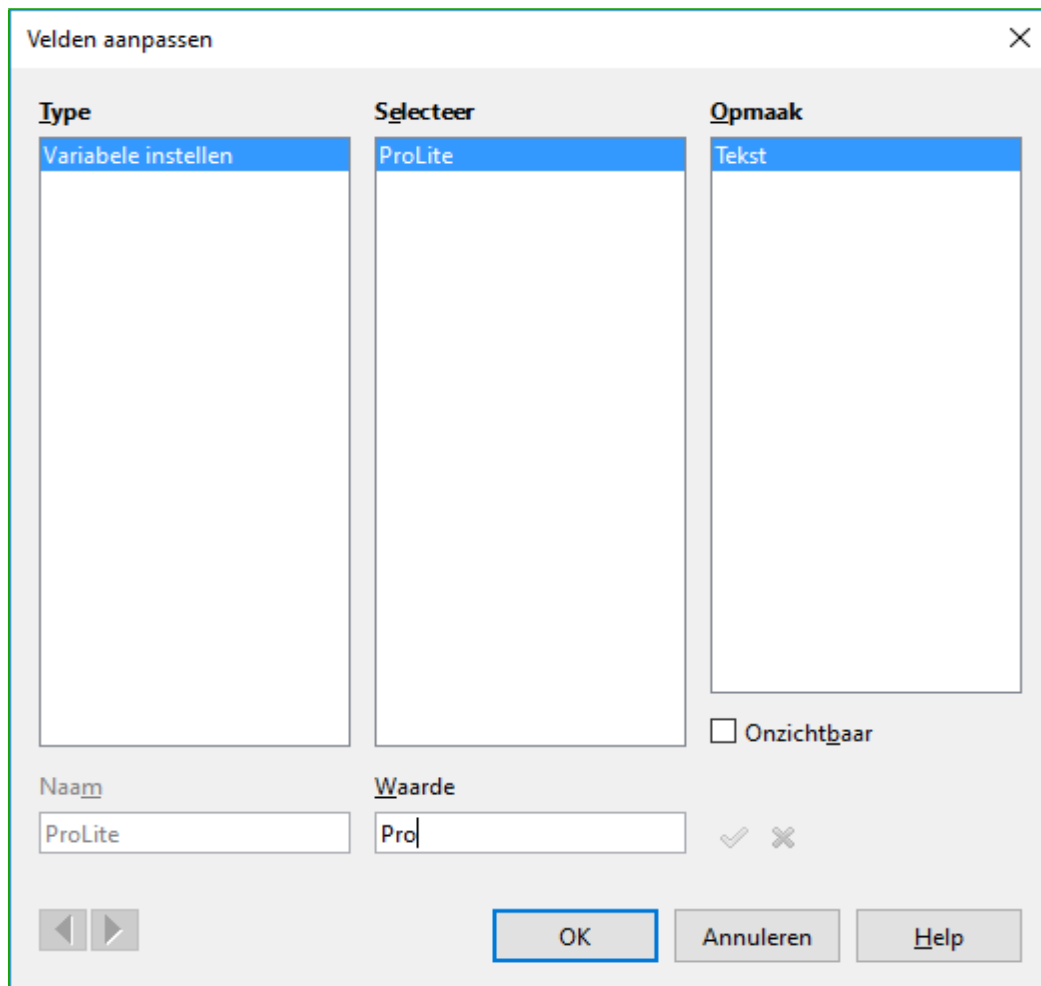 Velden aanpassen
Type
Selecteer
Opmaak
Variabele instellen
ProLite
Tekst
Onzichtbaar
Naam
Waarde
ProLite
Pro
OK
Annuleren
Help